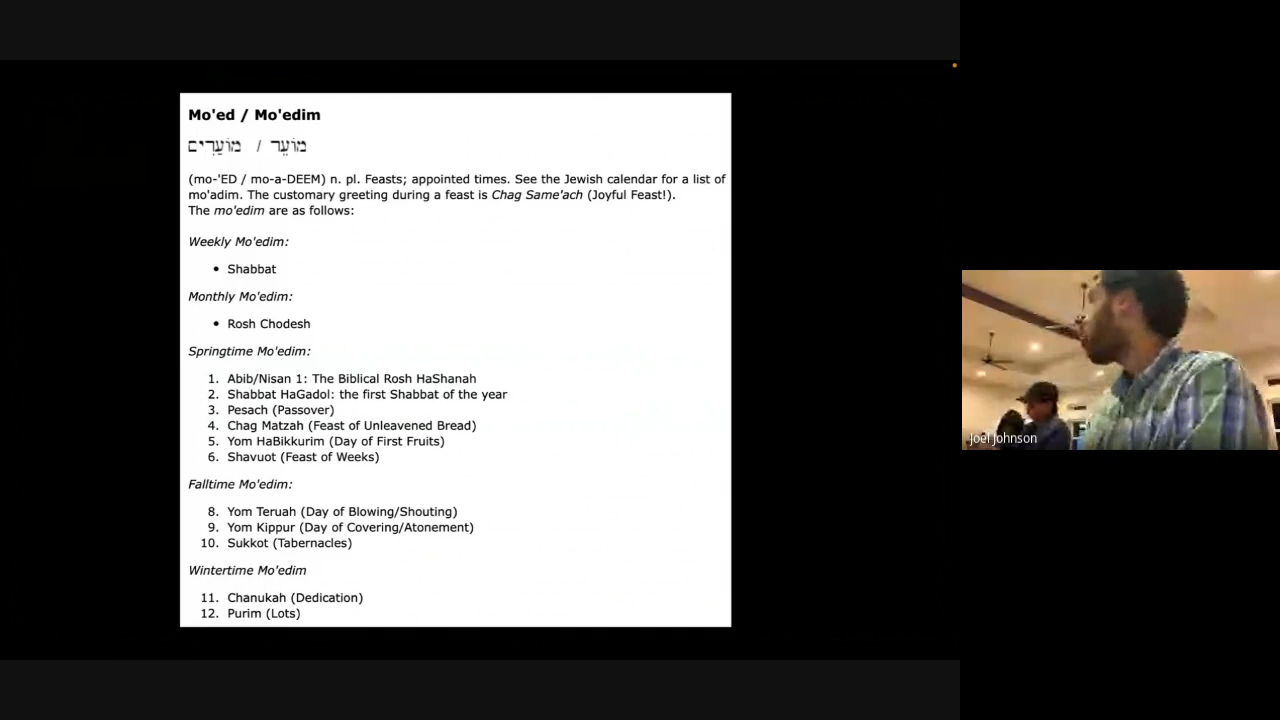 Mo'ed / Mo'edim
מוֹעֵד / מוֹעֲדִים
(mo-'ED / mo-a-DEEM) n. pl. Feasts; appointed times. See the Jewish calendar for a list of
mo'adim. The customary greeting during a feast is Chag Same'ach (Joyful Feast!).
The mo'edim are as follows:
Weekly Mo'edim:
• Shabbat
Monthly Mo'edim:
• Rosh Chodesh
Springtime Mo'edim:
1. Abib/Nisan 1: The Biblical Rosh HaShanah
2. Shabbat HaGadol: the first Shabbat of the year
3. Pesach (Passover)
4. Chag Matzah (Feast of Unleavened Bread)
5. Yom HaBikkurim (Day of First Fruits)
6. Shavuot (Feast of Weeks)
Falltime Mo'edim:
8. Yom Teruah (Day of Blowing/Shouting)
9. Yom Kippur (Day of Covering/Atonement)
10. Sukkot (Tabernacles)
Wintertime Mo'edim
11. Chanukah (Dedication)
12. Purim (Lots)
Joel Johnson